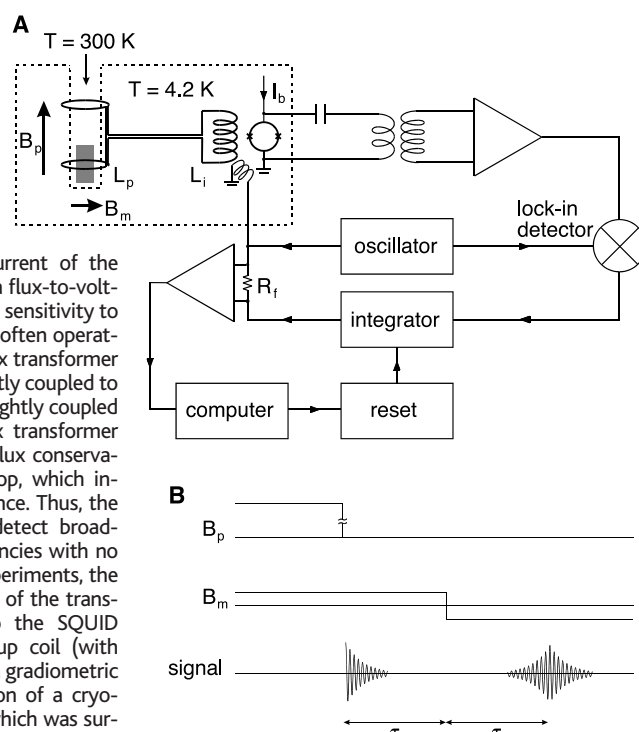 A
T = 300 K
T = 4.2 K
I_b
B_p
L_p
L_i
B_m
lock-in
detector
oscillator
R_f
integrator
computer
reset
urrent of the
flux-to-volt-
sensitivity to
often operat-
x transformer
tly coupled to
ightly coupled
x transformer
lux conserva-
op, which in-
nce. Thus, the
detect broad-
ncies with no
periments, the
of the trans-
the SQUID
up coil (with
gradiometric
on of a cryo-
which was sur-
B
B_p
B_m
signal
τ τ